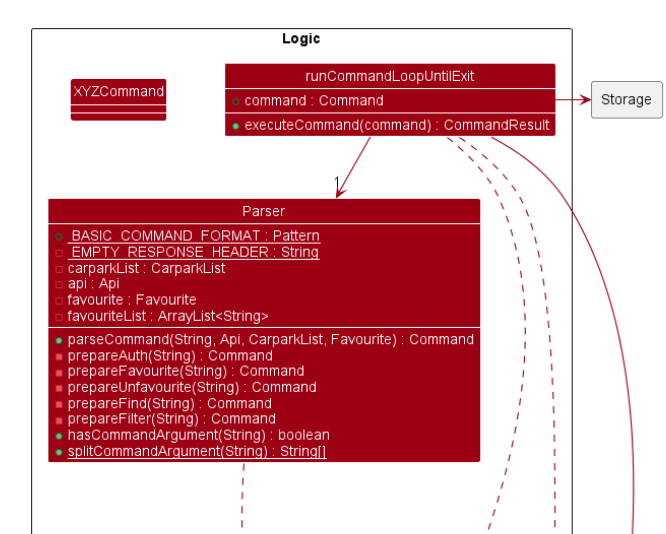 Logic
XYZCommand
runCommandLoopUntilExit
command : Command
executeCommand(command) : CommandResult
Storage
1
Parser
BASIC_COMMAND_FORMAT : Pattern
EMPTY_RESPONSE_HEADER : String
carparkList : CarparkList
api : Api
favourite : Favourite
favouriteList : ArrayList<String>
parseCommand(String, Api, CarparkList, Favourite) : Command
prepareAuth(String) : Command
prepareFavourite(String) : Command
prepareUnfavourite(String) : Command
prepareFind(String) : Command
prepareFilter(String) : Command
hasCommandArgument(String) : boolean
splitCommandArgument(String) : String[]